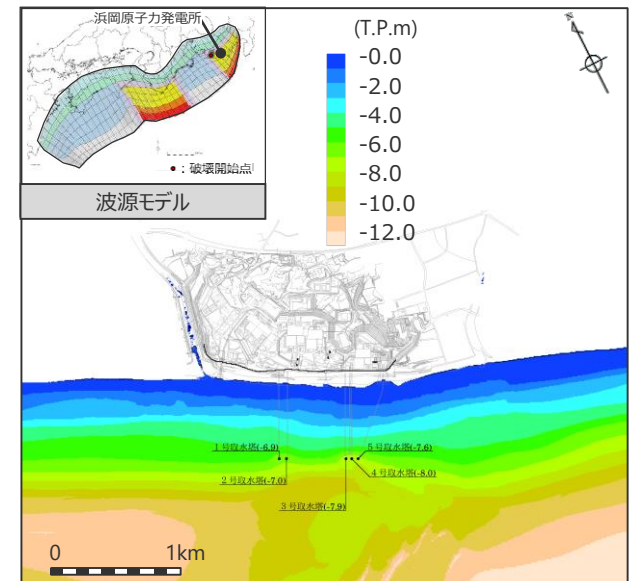 浜岡原子力発電所
●：破壊開始点
波源モデル
(T.P.m)
-0.0
-2.0
-4.0
-6.0
-8.0
-10.0
-12.0
1号取水塔(-6.9)
5号取水塔(-7.6)
2号取水塔(-7.0)
4号取水塔(-8.0)
3号取水塔(-7.9)
0 1km